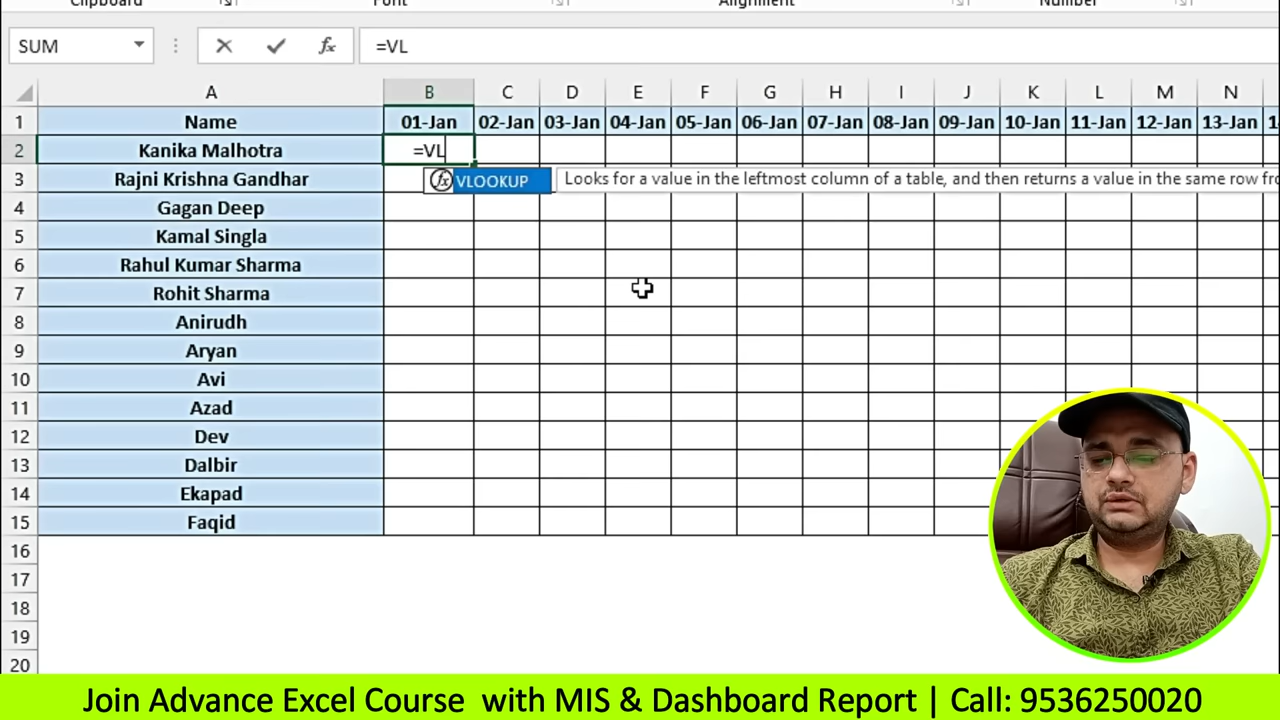 Clipboard Font Alignment Number
SUM =VL
A B C D E F G H I J K L M N
1 Name 01-Jan 02-Jan 03-Jan 04-Jan 05-Jan 06-Jan 07-Jan 08-Jan 09-Jan 10-Jan 11-Jan 12-Jan 13-Jan 1
2 Kanika Malhotra =VL
3 Rajni Krishna Gandhar fx VLOOKUP Looks for a value in the leftmost column of a table, and then returns a value in the same row fro
4 Gagan Deep
5 Kamal Singla
6 Rahul Kumar Sharma
7 Rohit Sharma
8 Anirudh
9 Aryan
10 Avi
11 Azad
12 Dev
13 Dalbir
14 Ekapad
15 Faqid
16
17
18
19
20
Join Advance Excel Course with MIS & Dashboard Report | Call: 9536250020